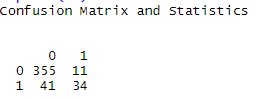 Confusion Matrix and Statistics
0 1
0 355 11
1 41 34